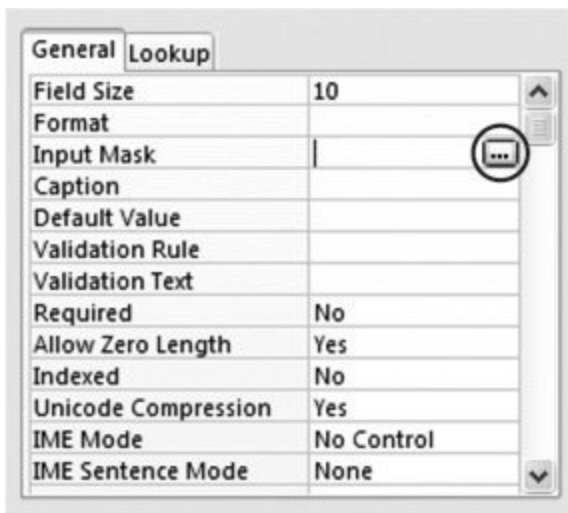 General Lookup
Field Size 10
Format
Input Mask ...
Caption
Default Value
Validation Rule
Validation Text
Required No
Allow Zero Length Yes
Indexed No
Unicode Compression Yes
IME Mode No Control
IME Sentence Mode None